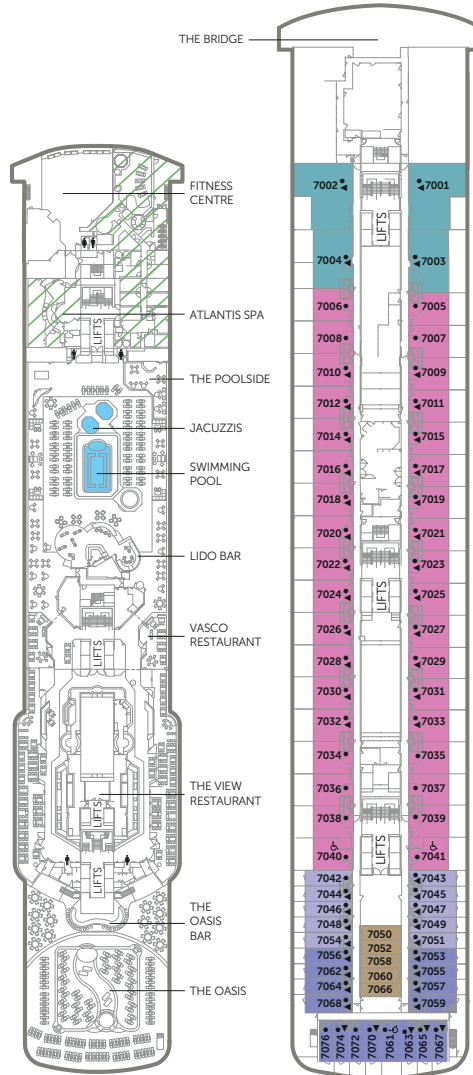 THE BRIDGE
FITNESS
CENTRE
ATLANTIS SPA
LIFTS
THE POOLSIDE
JACUZZIS
SWIMMING
POOL
LIDO BAR
VASCO
RESTAURANT
LIFTS
THE VIEW
RESTAURANT
LIFTS
LIFTS
THE
OASIS
BAR
THE OASIS
7002 7001
LIFTS
7004 7003
7006 7005
7008 7007
7010 7009
7012 7011
7014 7015
7016 7017
7018 7019
7020 7021
7022 7023
7024 7025
LIFTS
7026 7027
7028 7029
7030 7031
7032 7033
7034 7035
7036 7037
7038 7039
7040 7041
LIFTS
7042 7043
7044 7045
7046 7047
7048 7049
7054 7051
7056 7053
7062 7055
7064 7057
7068 7059
7050
7052
7058
7060
7066
7076 7074 7072 7070 7061 7063 7065 7067